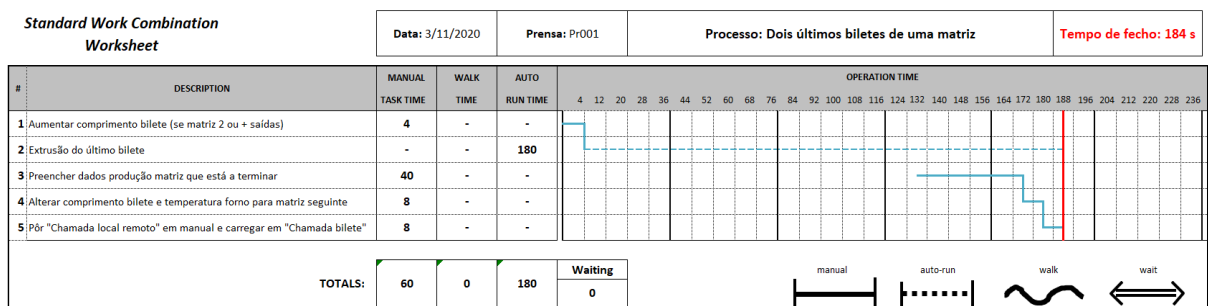 Standard Work Combination
Worksheet
Data: 3/11/2020
Prensa: Pr001
Processo: Dois últimos biletes de uma matriz
Tempo de fecho: 184 s
# DESCRIPTION MANUAL TASK TIME WALK TIME AUTO RUN TIME OPERATION TIME
4 12 20 28 36 44 52 60 68 76 84 92 100 108 116 124 132 140 148 156 164 172 180 188 196 204 212 220 228 236
1 Aumentar comprimento bilete (se matriz 2 ou + saídas) 4 - -
2 Extrusão do último bilete - - 180
3 Preencher dados produção matriz que está a terminar 40 - -
4 Alterar comprimento bilete e temperatura forno para matriz seguinte 8 - -
5 Pôr "Chamada local remoto" em manual e carregar em "Chamada bilete" 8 - -
TOTALS: 60 0 180
Waiting
0
manual auto-run walk wait